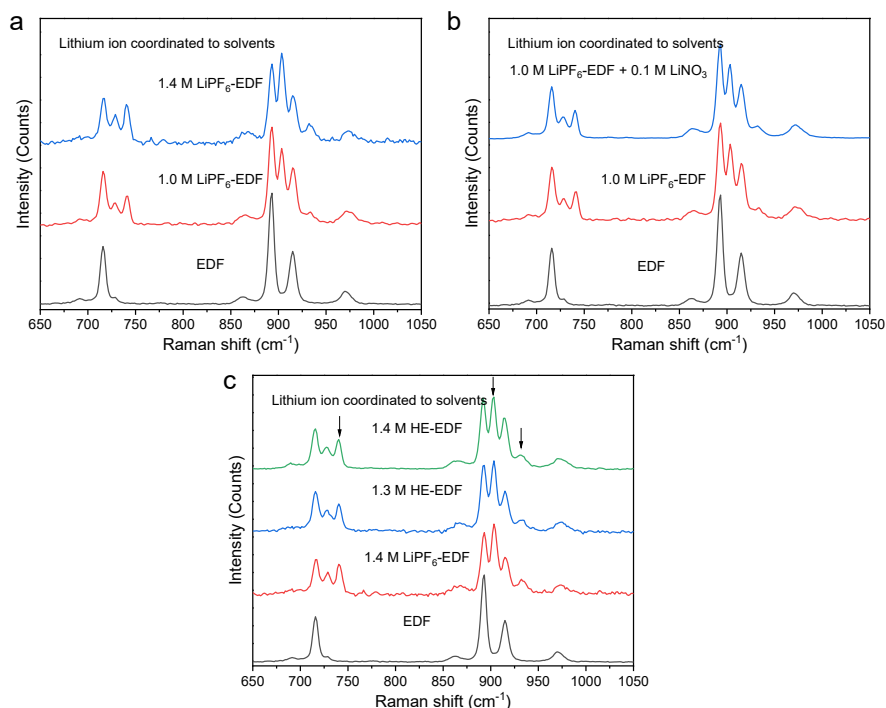 a
Lithium ion coordinated to solvents
1.4 M LiPF₆-EDF
1.0 M LiPF₆-EDF
EDF
Intensity (Counts)
650 700 750 800 850 900 950 1000 1050
Raman shift (cm⁻¹)
b
Lithium ion coordinated to solvents
1.0 M LiPF₆-EDF + 0.1 M LiNO₃
1.0 M LiPF₆-EDF
EDF
Intensity (Counts)
650 700 750 800 850 900 950 1000 1050
Raman shift (cm⁻¹)
c
Lithium ion coordinated to solvents
1.4 M HE-EDF
1.3 M HE-EDF
1.4 M LiPF₆-EDF
EDF
Intensity (Counts)
650 700 750 800 850 900 950 1000 1050
Raman shift (cm⁻¹)